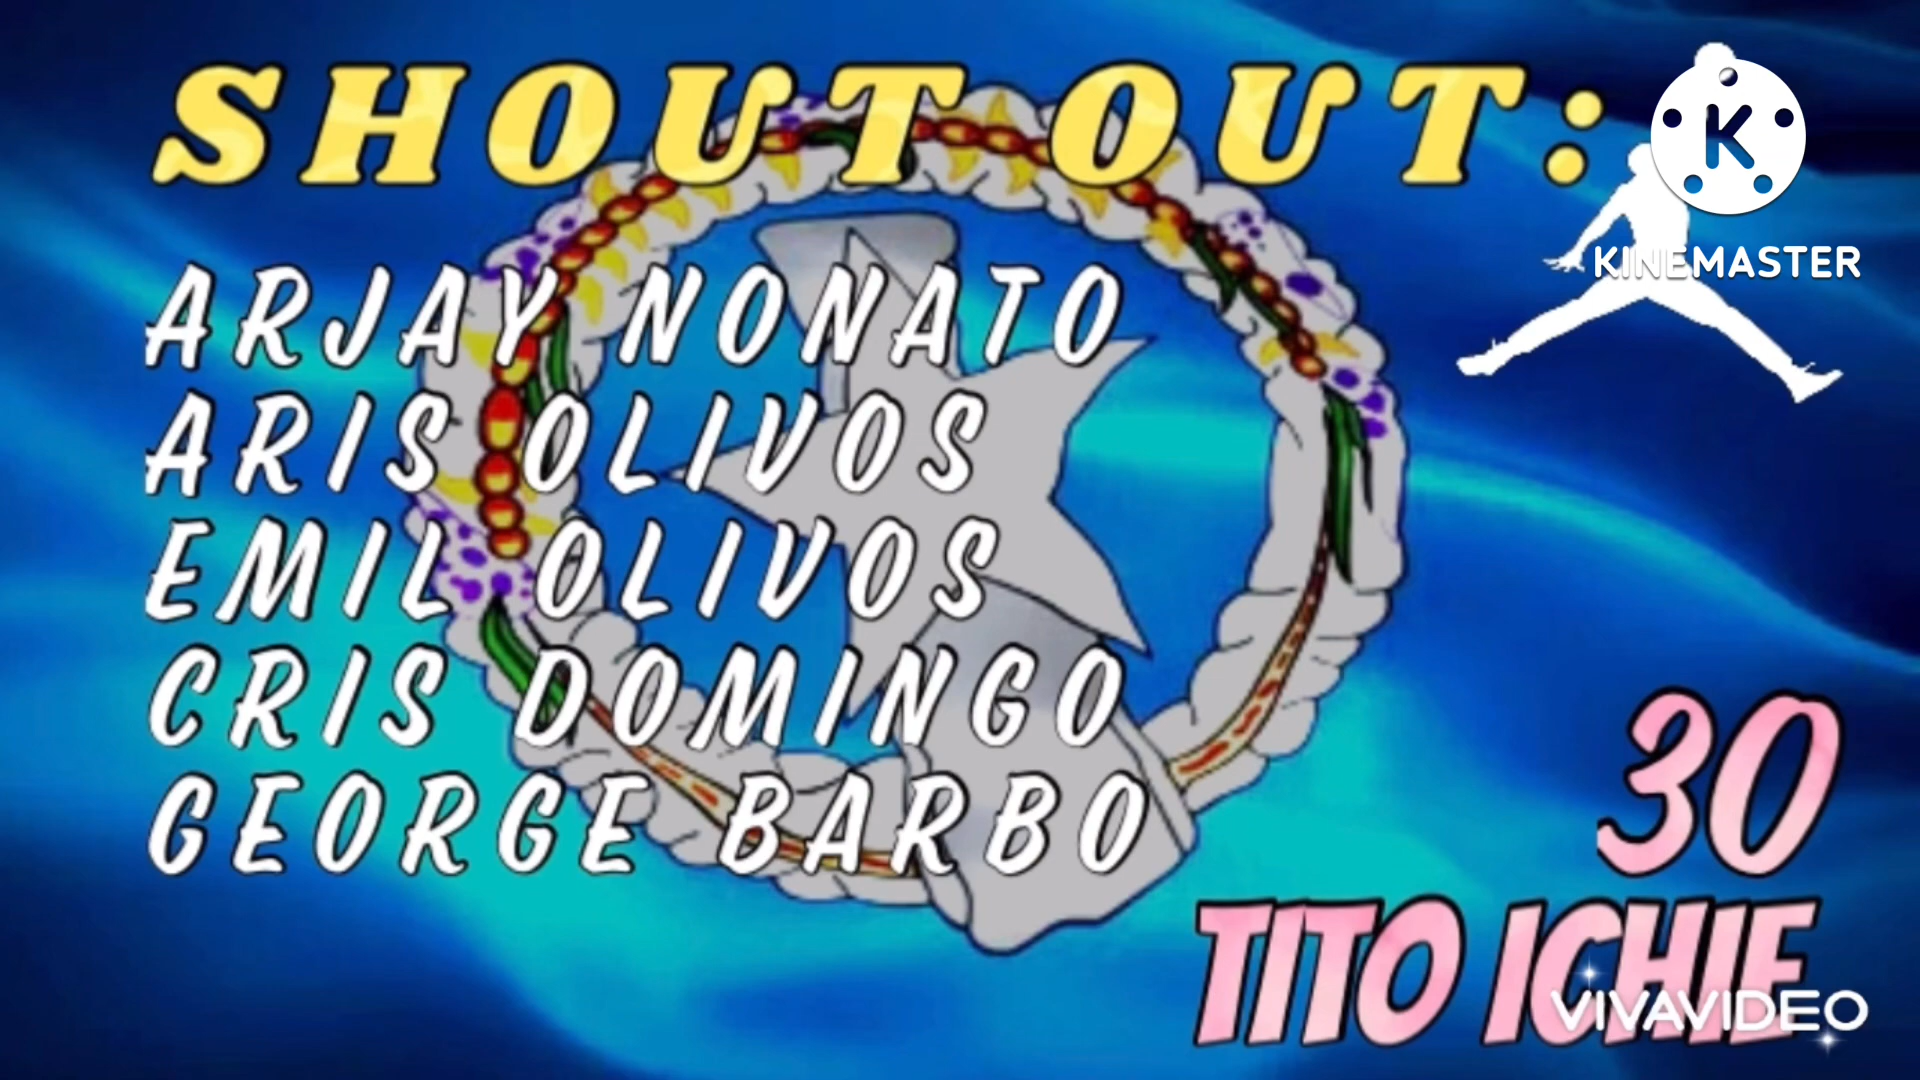 SHOUT OUT:
K
KINEMASTER
ARJAY NONATO
ARIS OLIVOS
EMIL OLIVOS
CRIS DOMINGO
GEORGE BARBO
30
TITO ICHIE
VIVAVIDEO